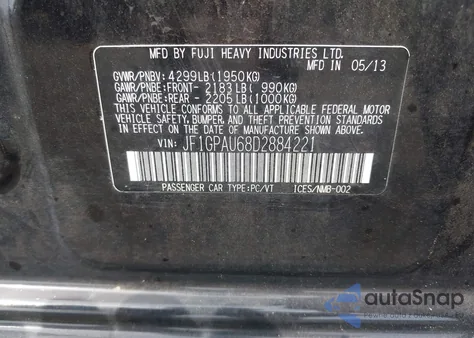 MFD BY FUJI HEAVY INDUSTRIES LTD.
GVWR/PNBV: 4299LB(1950KG) 05/13
GAWR/PNBE:FRONT- 2183LB( 990KG)
GAWR/PNBE:REAR - 2205LB(1000KG)
THIS VEHICLE CONFORMS TO ALL APPLICABLE FEDERAL MOTOR
VEHICLE SAFETY, BUMPER, AND THEFT PREVENTION STANDARDS
IN EFFECT ON THE DATE OF MANUFACTURE SHOWN ABOVE.
VIN: JF1GPAU68D2884221
PASSENGER CAR TYPE:PC/VT ICES/NMB-002
autoSnap